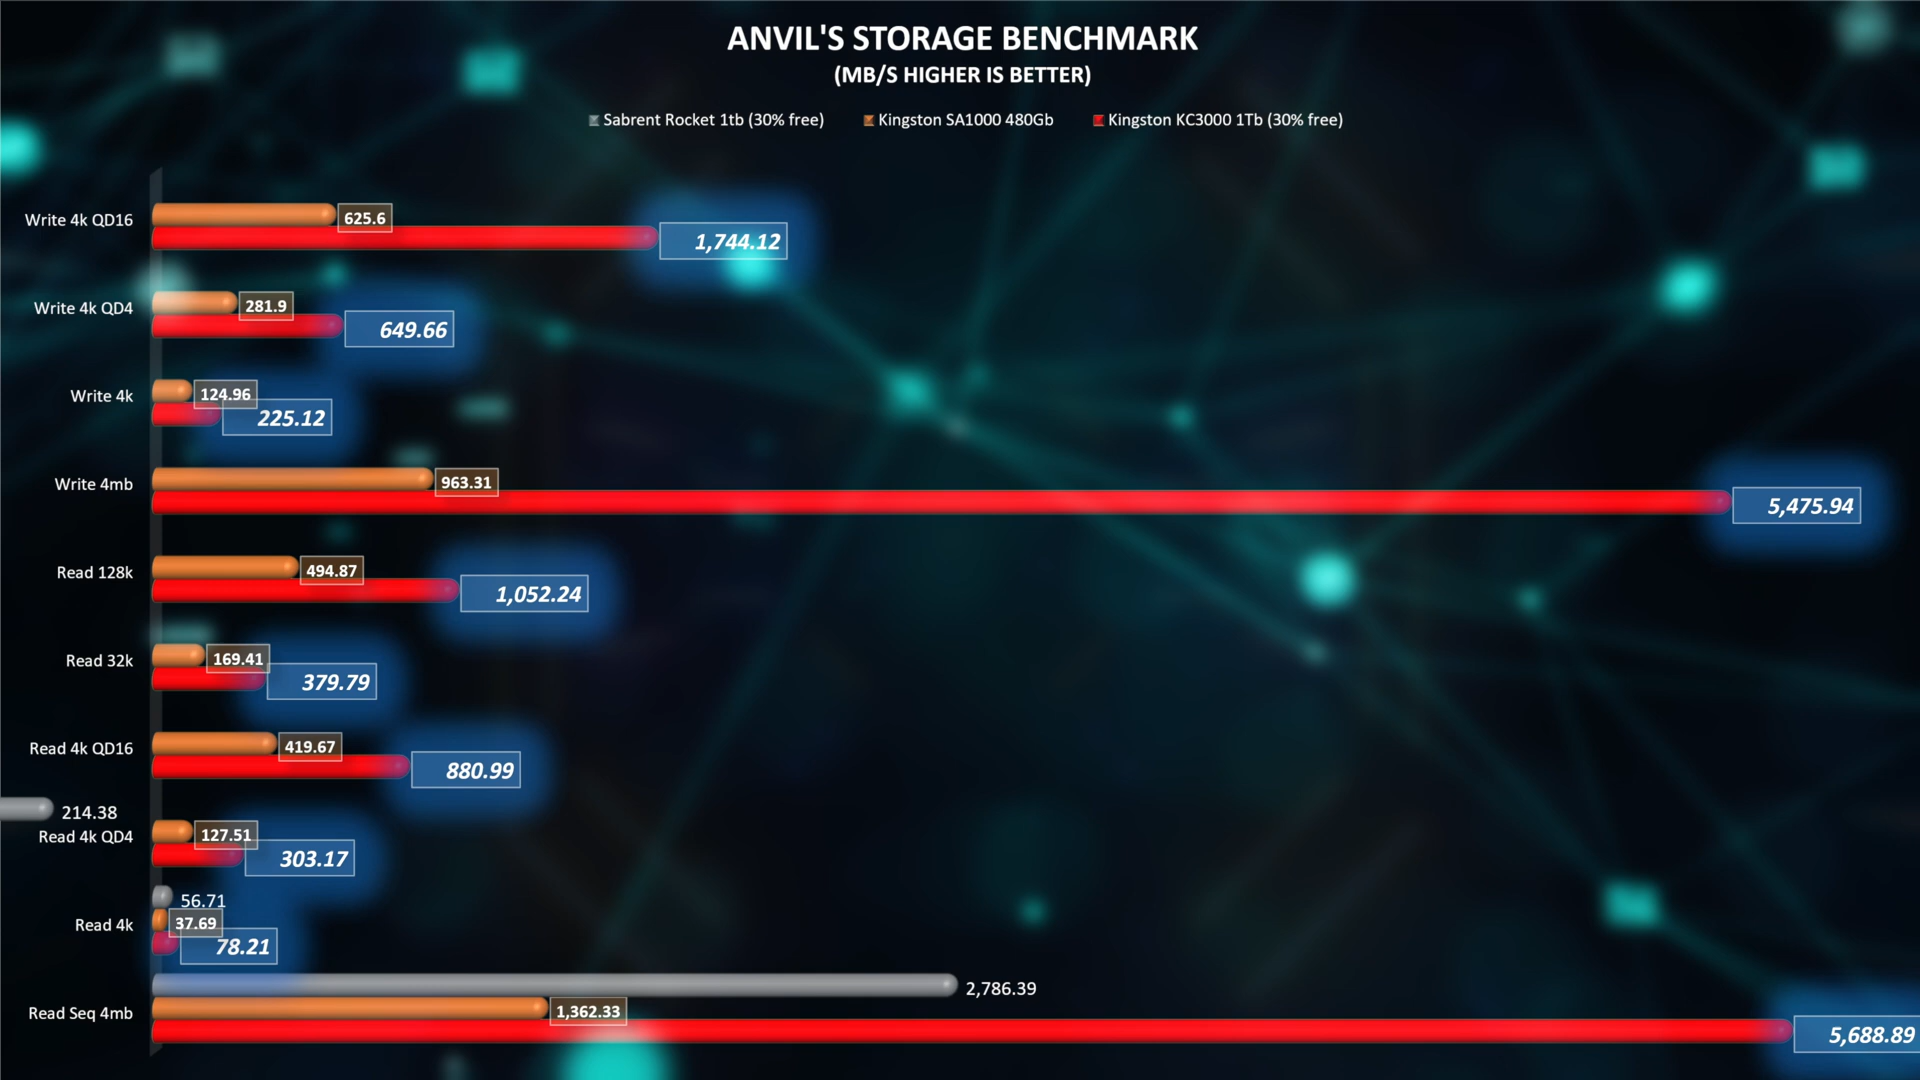 ANVIL'S STORAGE BENCHMARK
(MB/S HIGHER IS BETTER)
Sabrent Rocket 1tb (30% free) Kingston SA1000 480Gb Kingston KC3000 1Tb (30% free)
Write 4k QD16
625.6
1,744.12
Write 4k QD4
281.9
649.66
Write 4k
124.96
225.12
Write 4mb
963.31
5,475.94
Read 128k
494.87
1,052.24
Read 32k
169.41
379.79
Read 4k QD16
419.67
880.99
214.38
Read 4k QD4
127.51
303.17
56.71
Read 4k
37.69
78.21
2,786.39
Read Seq 4mb
1,362.33
5,688.89